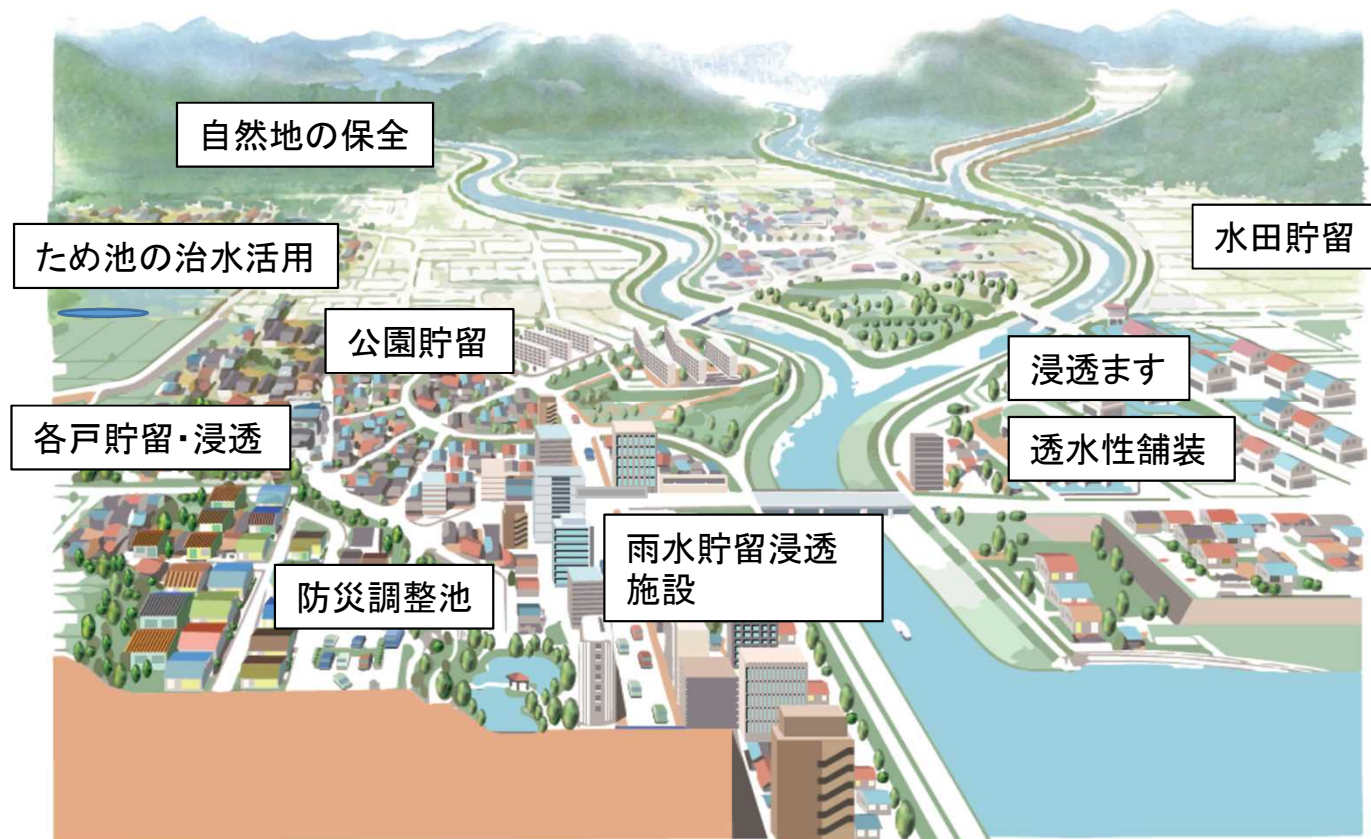 自然地の保全
水田貯留
ため池の治水活用
公園貯留
浸透ます
各戸貯留・浸透
透水性舗装
雨水貯留浸透
施設
防災調整池